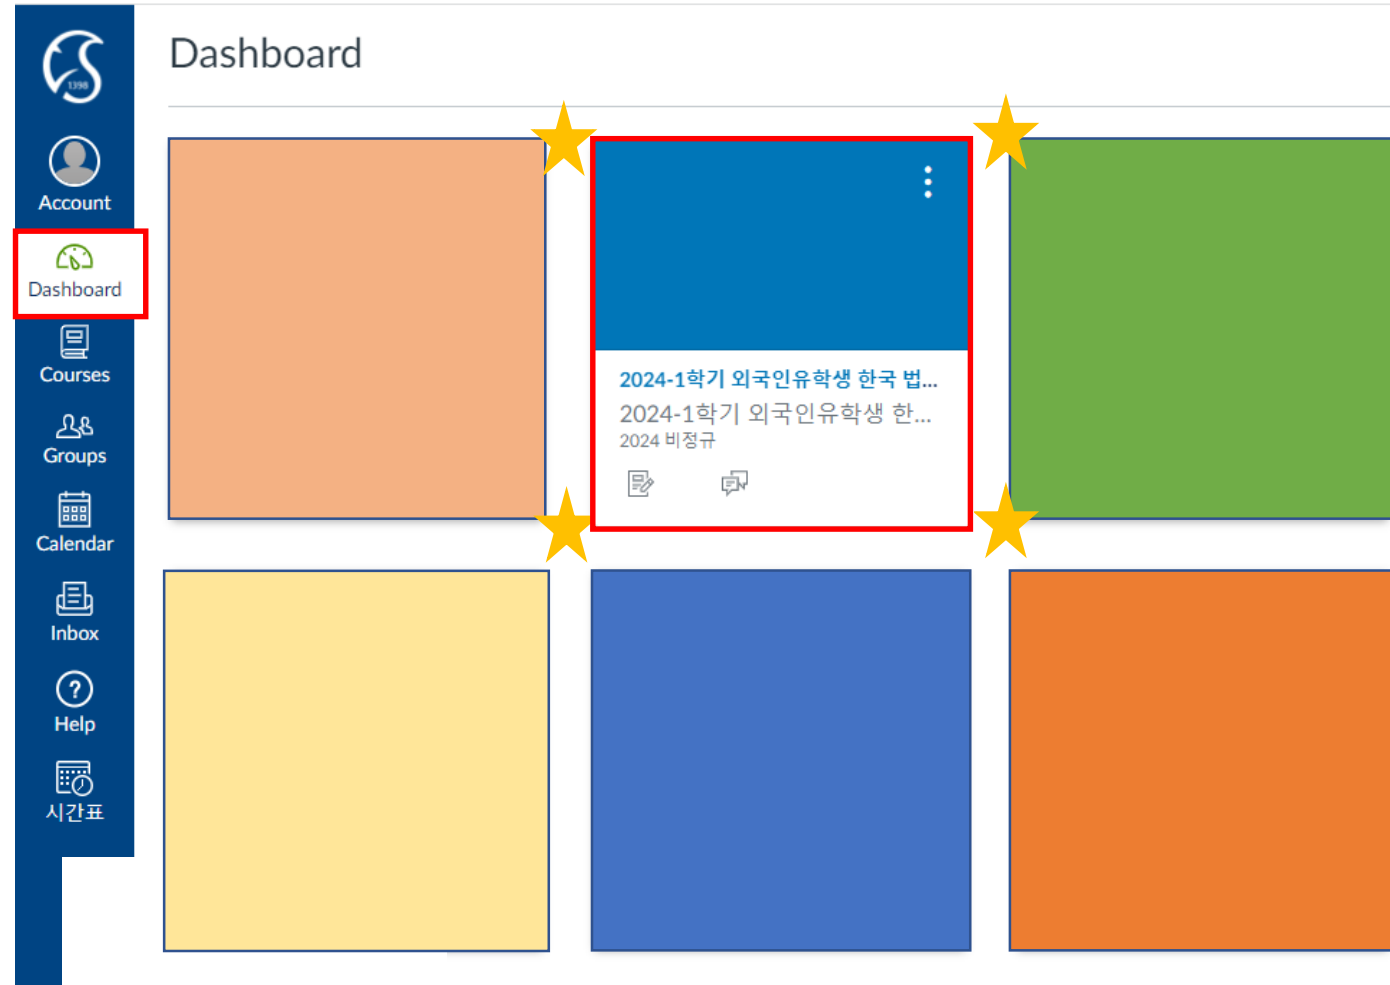 Dashboard
1398
Account
Dashboard
Courses
Groups
Calendar
Inbox
Help
시간표
2024-1학기 외국인유학생 한국 법...
2024-1학기 외국인유학생 한...
2024 비정규